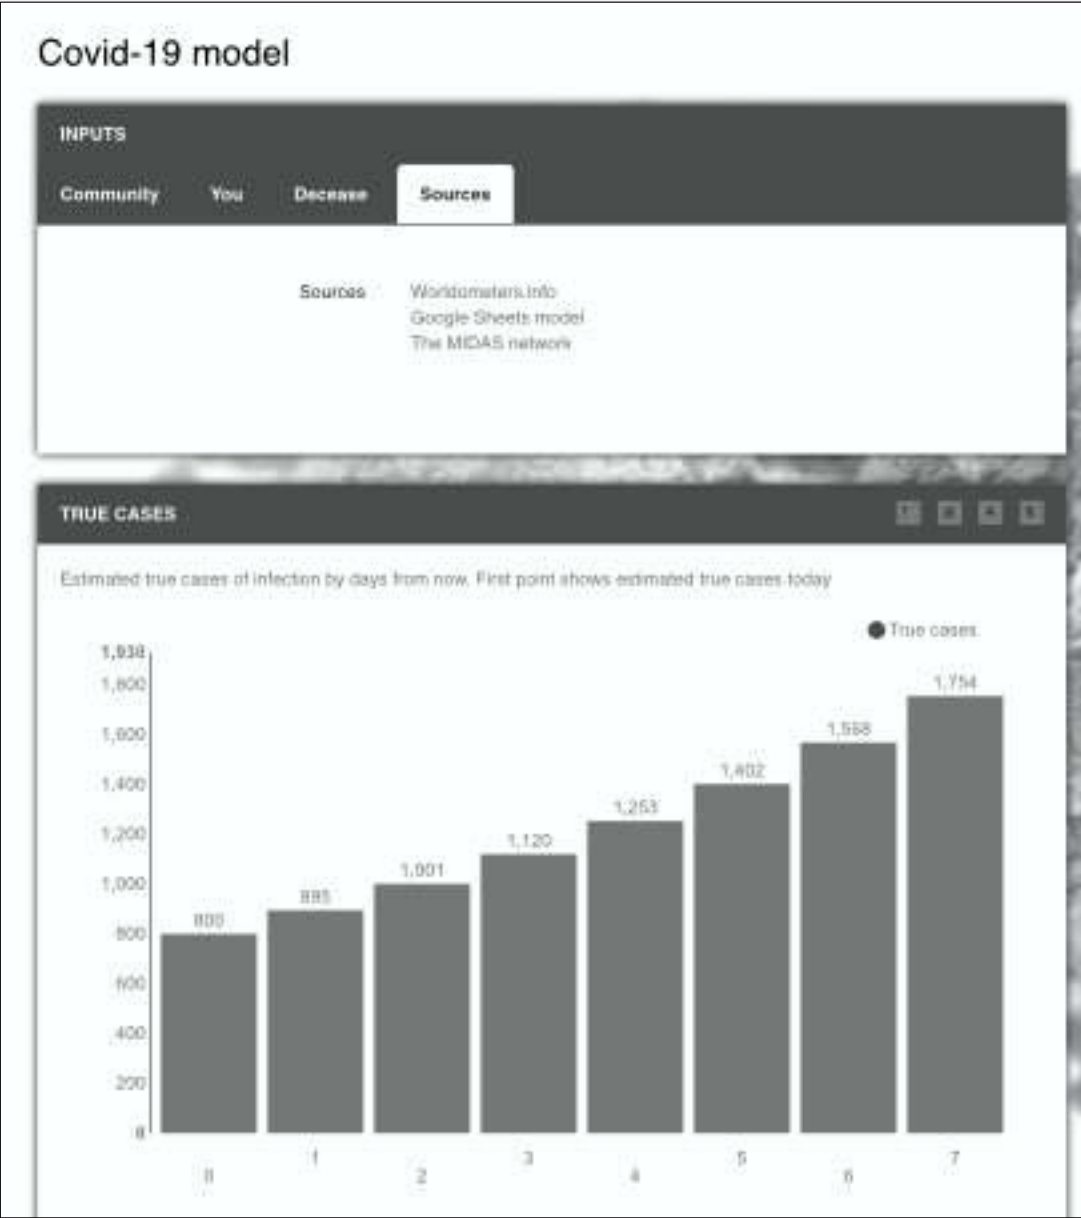 Covid-19 model
INPUTS
Community You Decease Sources
Sources Worldometers.info
Google Sheets model
The MIDAS network
TRUE CASES
Estimated true cases of infection by days from now. First point shows estimated true cases today
True cases
1,938
1,800
1,754
1,600
1,568
1,400
1,402
1,253
1,200
1,120
1,000
1,001
895
800
800
600
400
200
0
0 1 2 3 4 5 6 7